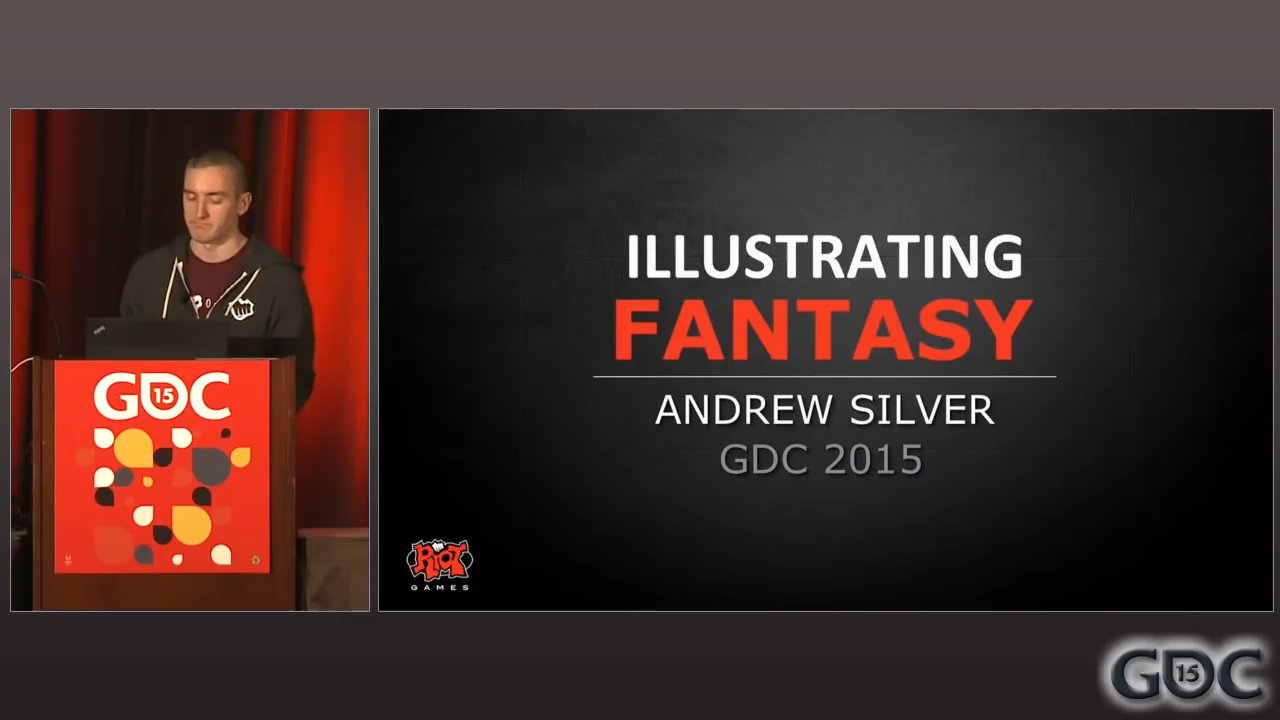 GDC
15
ILLUSTRATING
FANTASY
ANDREW SILVER
GDC 2015
RIOT
GAMES
GDC
15